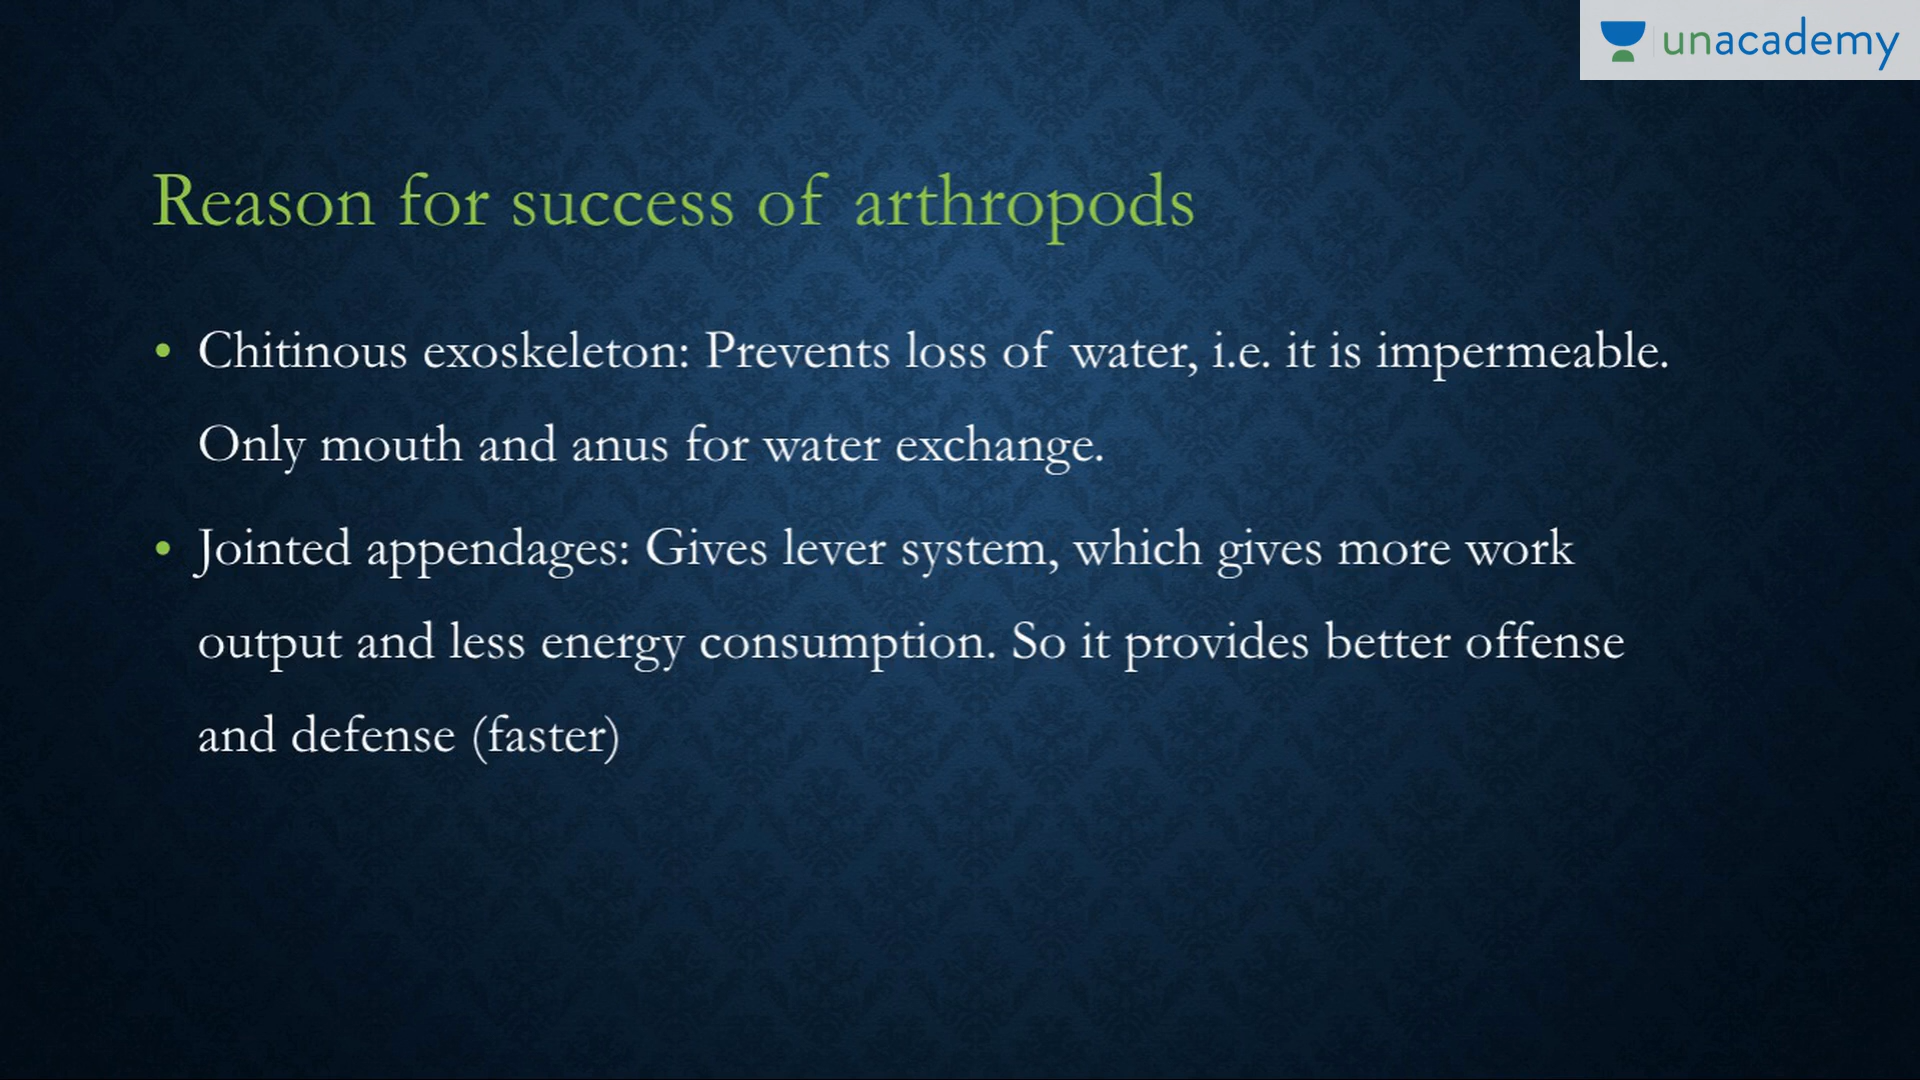 unacademy
Reason for success of arthropods
• Chitinous exoskeleton: Prevents loss of water, i.e. it is impermeable.
Only mouth and anus for water exchange.
• Jointed appendages: Gives lever system, which gives more work
output and less energy consumption. So it provides better offense
and defense (faster)